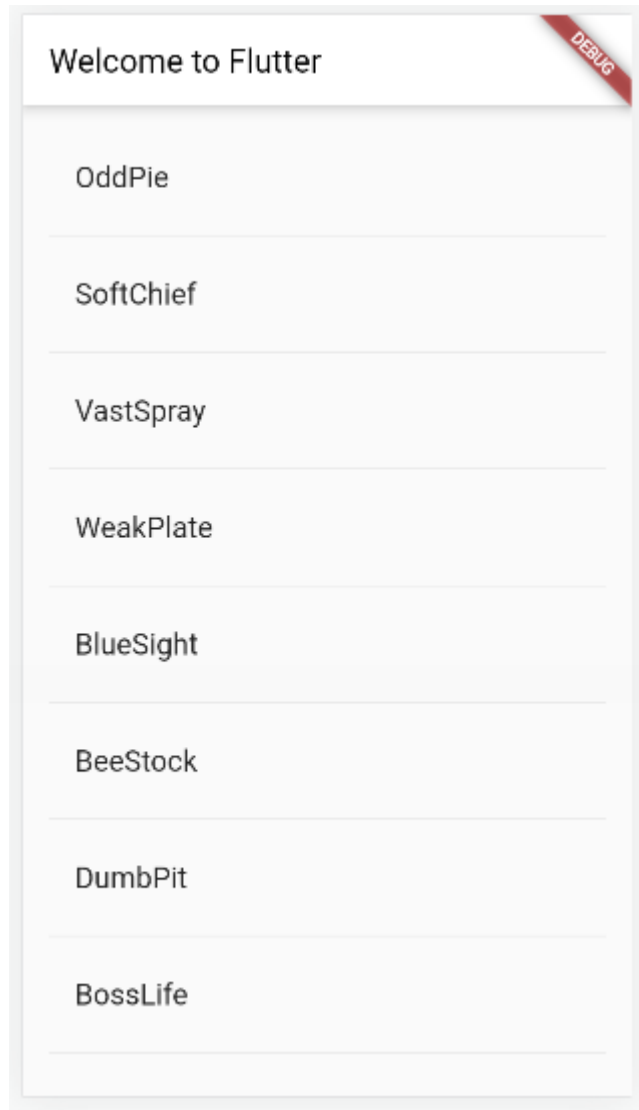 Welcome to Flutter
DEBUG
OddPie
SoftChief
VastSpray
WeakPlate
BlueSight
BeeStock
DumbPit
BossLife